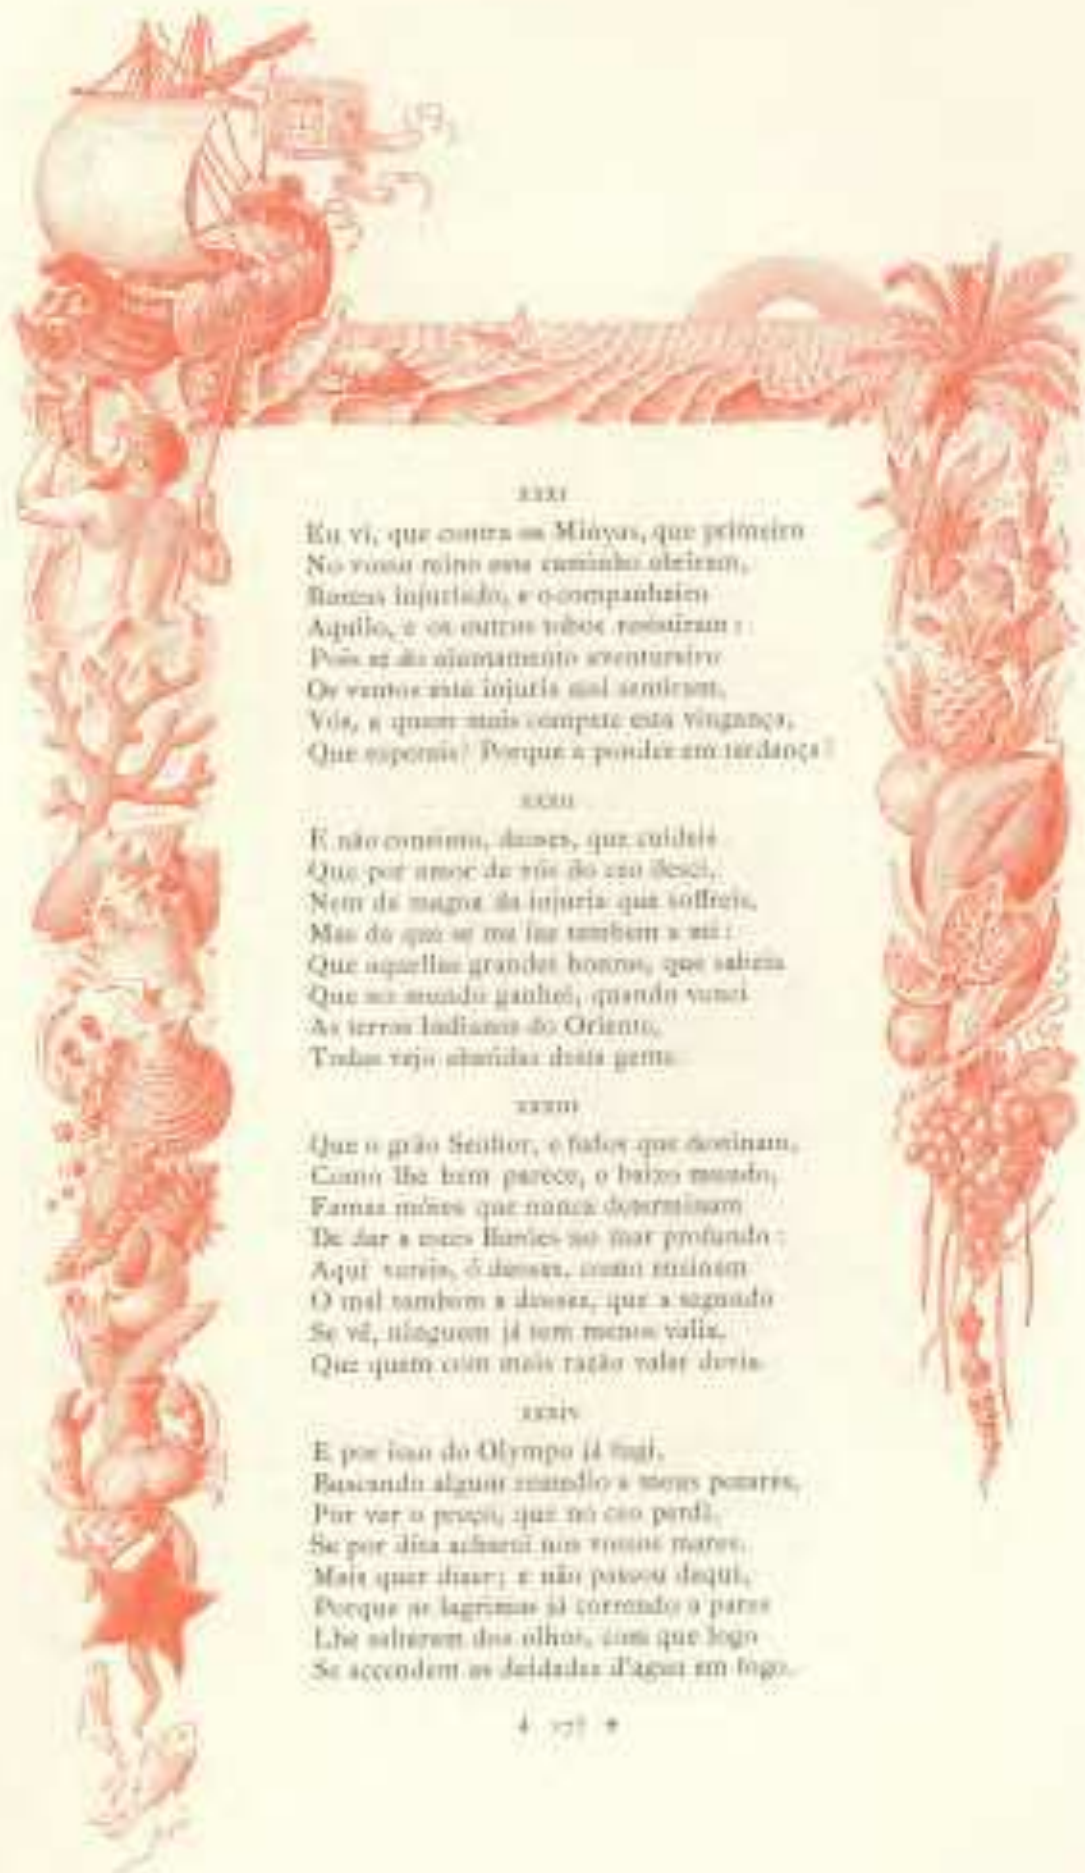 XXXI
Eu vi, que contra os Minyas, que primeiro
No vosso reino este caminho abriram,
Boreas injuriado, e o companheiro
Aquilo, e os outros todos resistiram:
Pois se do ajuntamento aventureiro
Os ventos esta injuria assi sentiram,
Vós, a quem mais compete esta vingança,
Que esperais? Porque a pondes em tardança?
XXXII
E não consinto, deoses, que cuideis
Que por amor de vós do ceo desci,
Nem da magoa da injuria que soffreis,
Mas da que se me faz tambem a mi:
Que aquellas grandes honras, que sabeis
Que no mundo ganhei, quando venci
As terras Indianas do Oriente,
Todas vejo abatidas desta gente.
XXXIII
Que o grão Senhor, e fados que destinam,
Como lhe bem parece, o baixo mundo,
Famas móres que nunca determinam
De dar a estes Barões no mar profundo:
Aqui vereis, ó deoses, como ensinam
O mal tambem a deoses, que a segundo
Se vê, ninguem já tem menos valia,
Que quem com mais razão valer devia.
XXXIV
E por isso do Olympo já fugi,
Buscando algum remedio a meus pezares,
Por ver o preço, que no ceo perdi,
Se por dita acharei nos vossos mares.
Mais quiz dizer; e não passou daqui,
Porque as lagrimas já correndo a pares
Lhe saltaram dos olhos, com que logo
Se accendem as deidades d'agua em fogo.